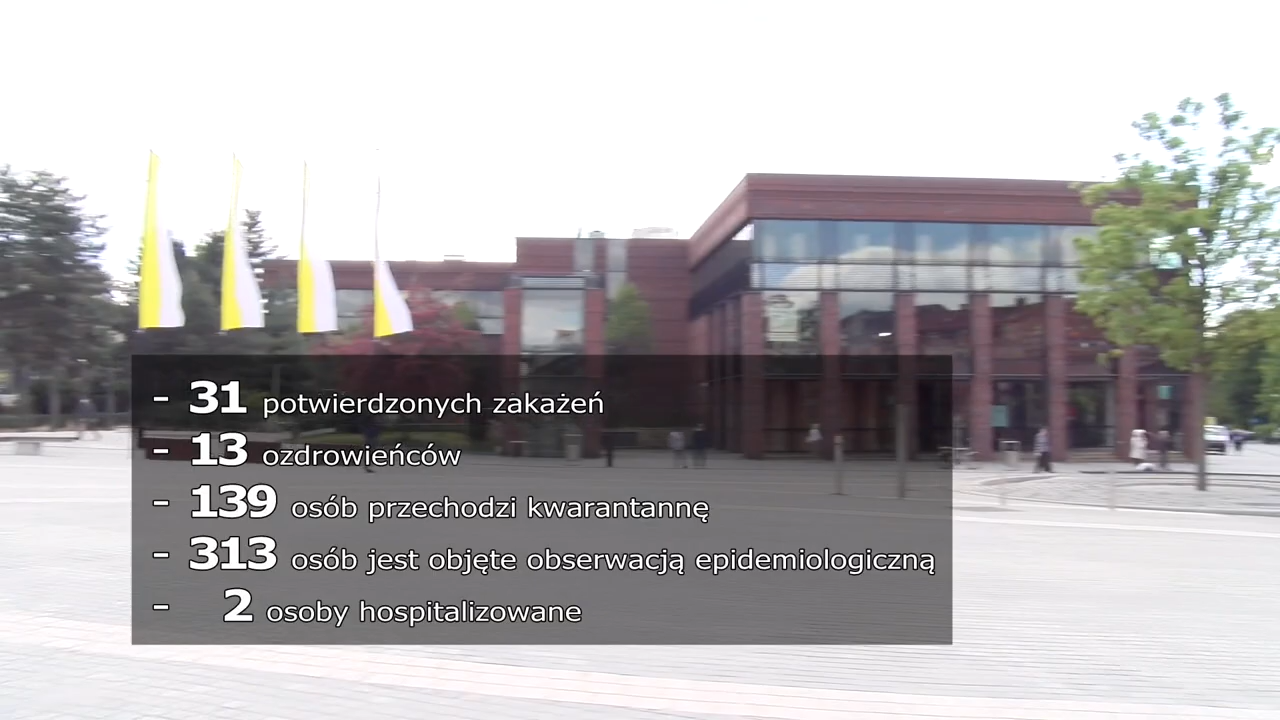 - 31 potwierdzonych zakażeń
- 13 ozdrowieńców
- 139 osób przechodzi kwarantannę
- 313 osób jest objęte obserwacją epidemiologiczną
- 2 osoby hospitalizowane